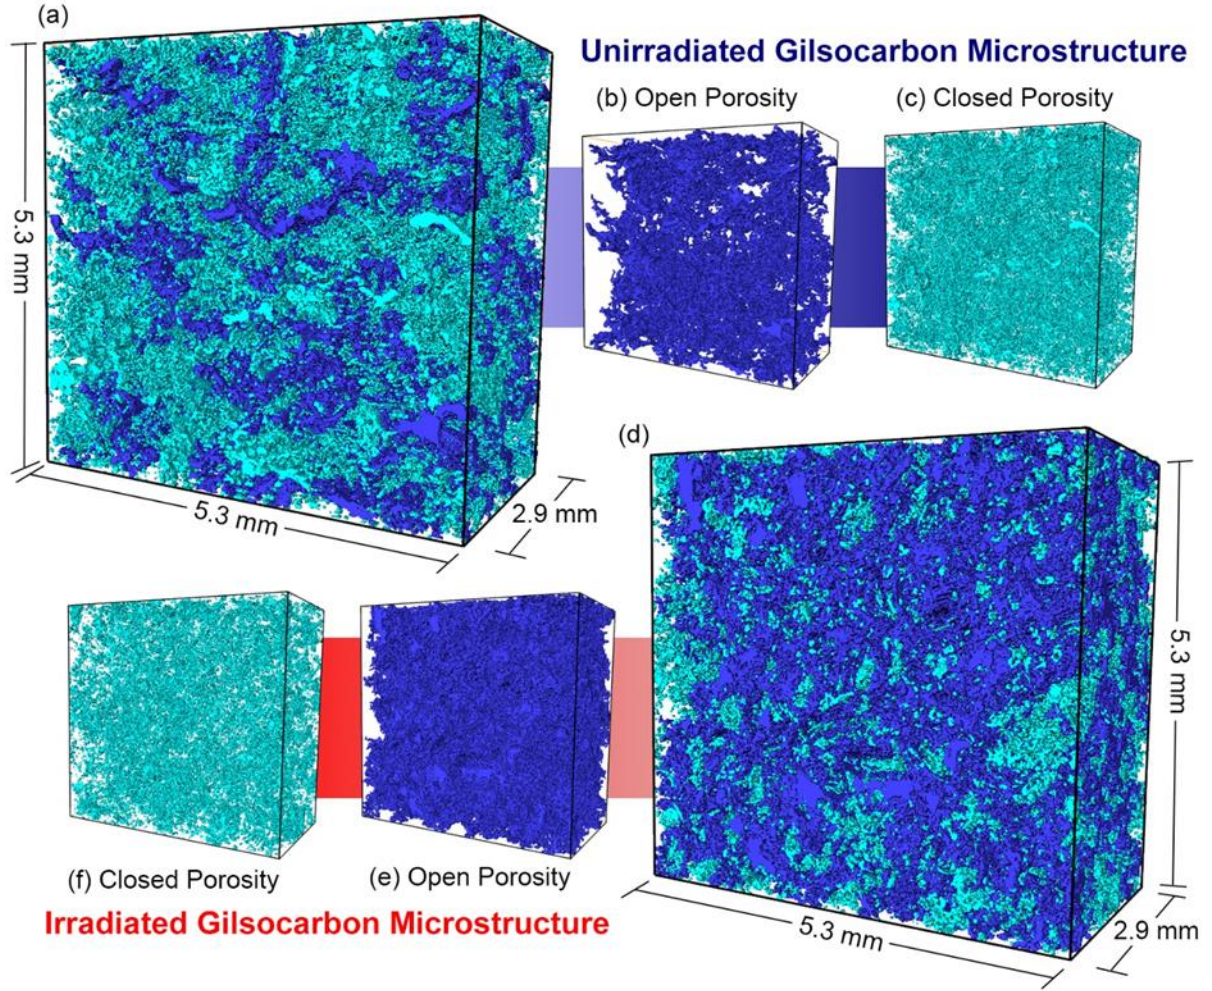 (a)
Unirradiated Gilsocarbon Microstructure
(b) Open Porosity
(c) Closed Porosity
5.3 mm
5.3 mm
2.9 mm
(d)
5.3 mm
5.3 mm
2.9 mm
(f) Closed Porosity
(e) Open Porosity
Irradiated Gilsocarbon Microstructure